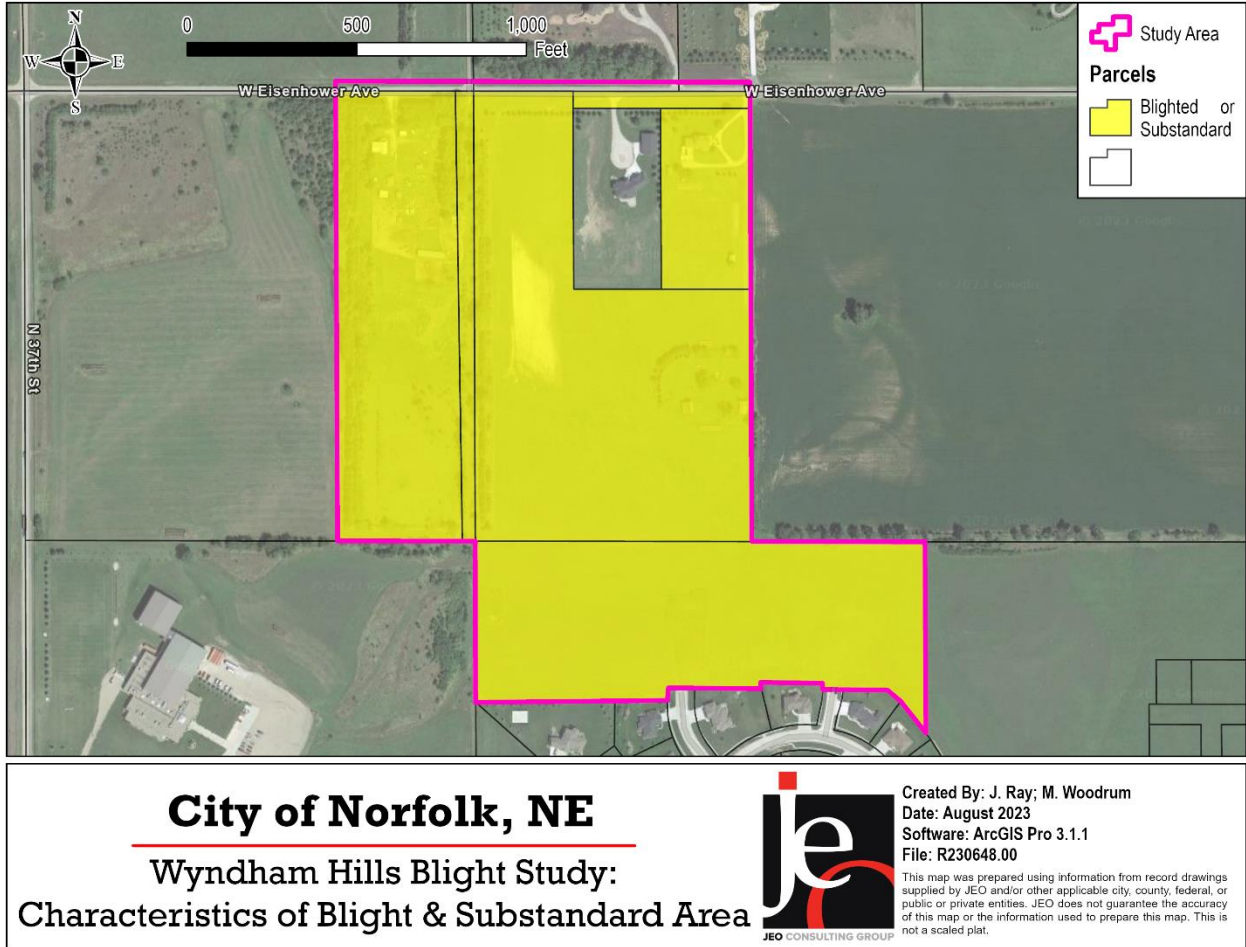 N
W E
S
0 500 1,000
Feet
W Eisenhower Ave
W Eisenhower Ave
N 37th St
Study Area
Parcels
Blighted or
Substandard
City of Norfolk, NE
Wyndham Hills Blight Study:
Characteristics of Blight & Substandard Area
jeo
JEO CONSULTING GROUP
Created By: J. Ray; M. Woodrum
Date: August 2023
Software: ArcGIS Pro 3.1.1
File: R230648.00
This map was prepared using information from record drawings
supplied by JEO and/or other applicable city, county, federal, or
public or private entities. JEO does not guarantee the accuracy
of this map or the information used to prepare this map. This is
not a scaled plat.